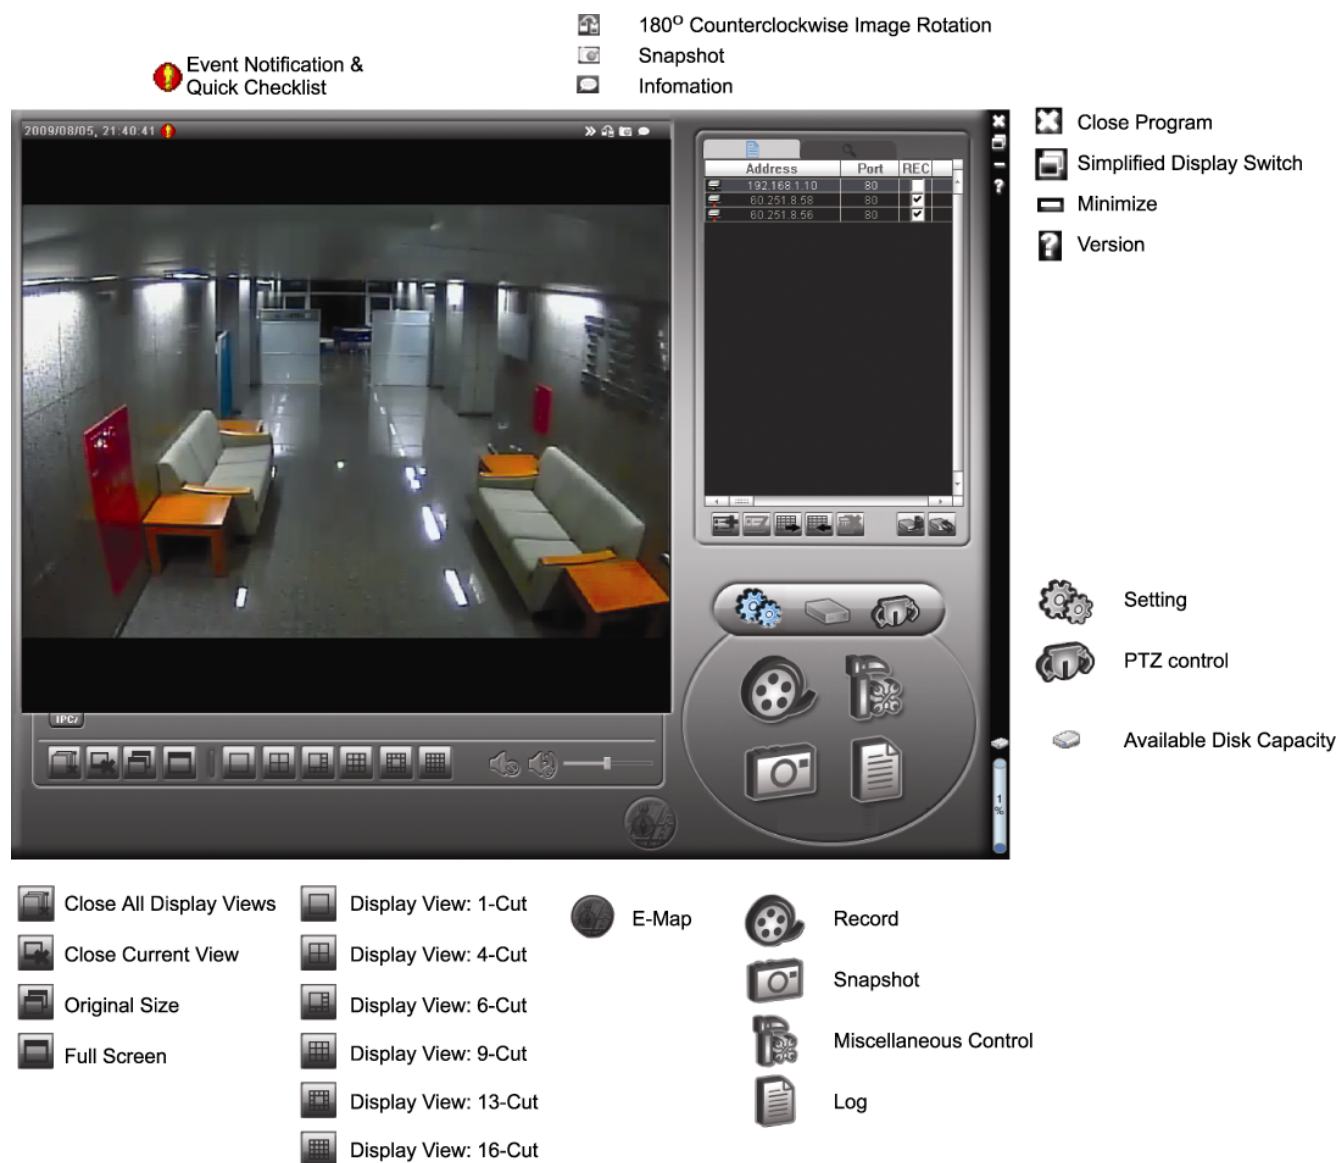 180º Counterclockwise Image Rotation
Snapshot
Infomation
Event Notification &
Quick Checklist
2009/08/05, 21:40:41
Address Port REC
192.168.1.10 80
60.251.8.58 80
60.251.8.56 80
Close Program
Simplified Display Switch
Minimize
Version
Setting
PTZ control
Available Disk Capacity
1
%
Close All Display Views
Close Current View
Original Size
Full Screen
Display View: 1-Cut
Display View: 4-Cut
Display View: 6-Cut
Display View: 9-Cut
Display View: 13-Cut
Display View: 16-Cut
E-Map
Record
Snapshot
Miscellaneous Control
Log